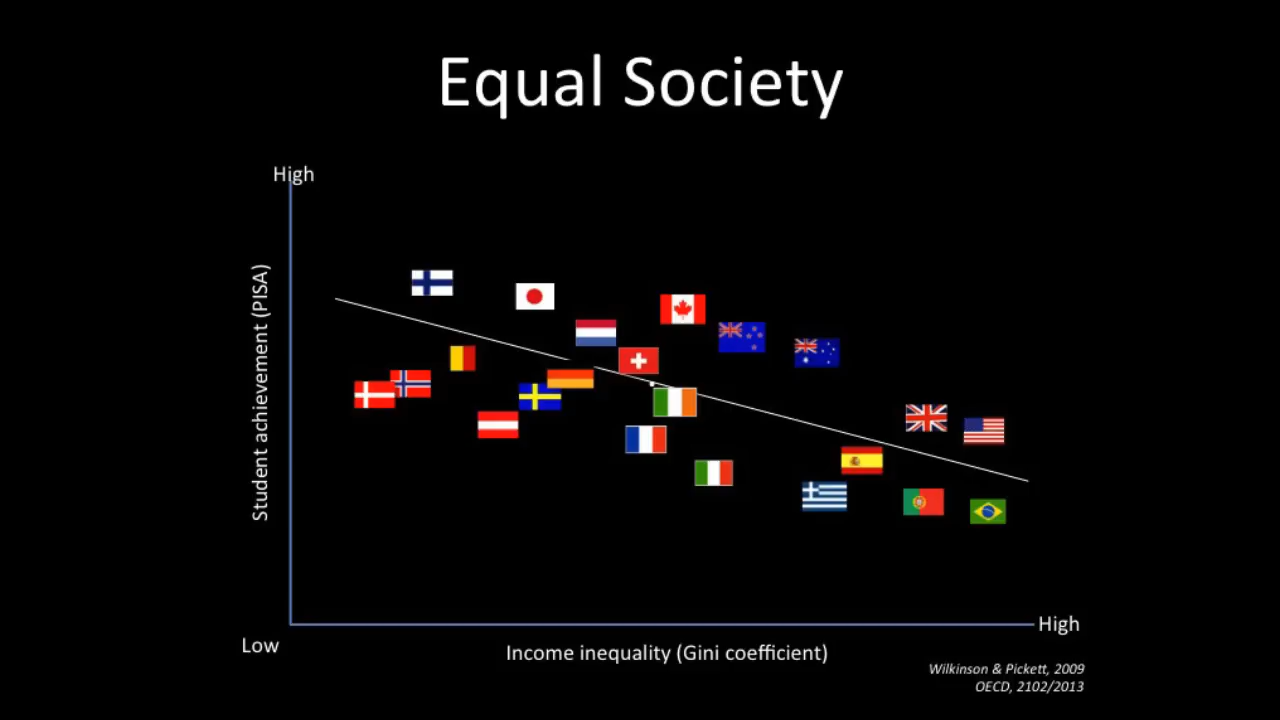 Equal Society
High
Student achievement (PISA)
Low
High
Income inequality (Gini coefficient)
Wilkinson & Pickett, 2009
OECD, 2102/2013